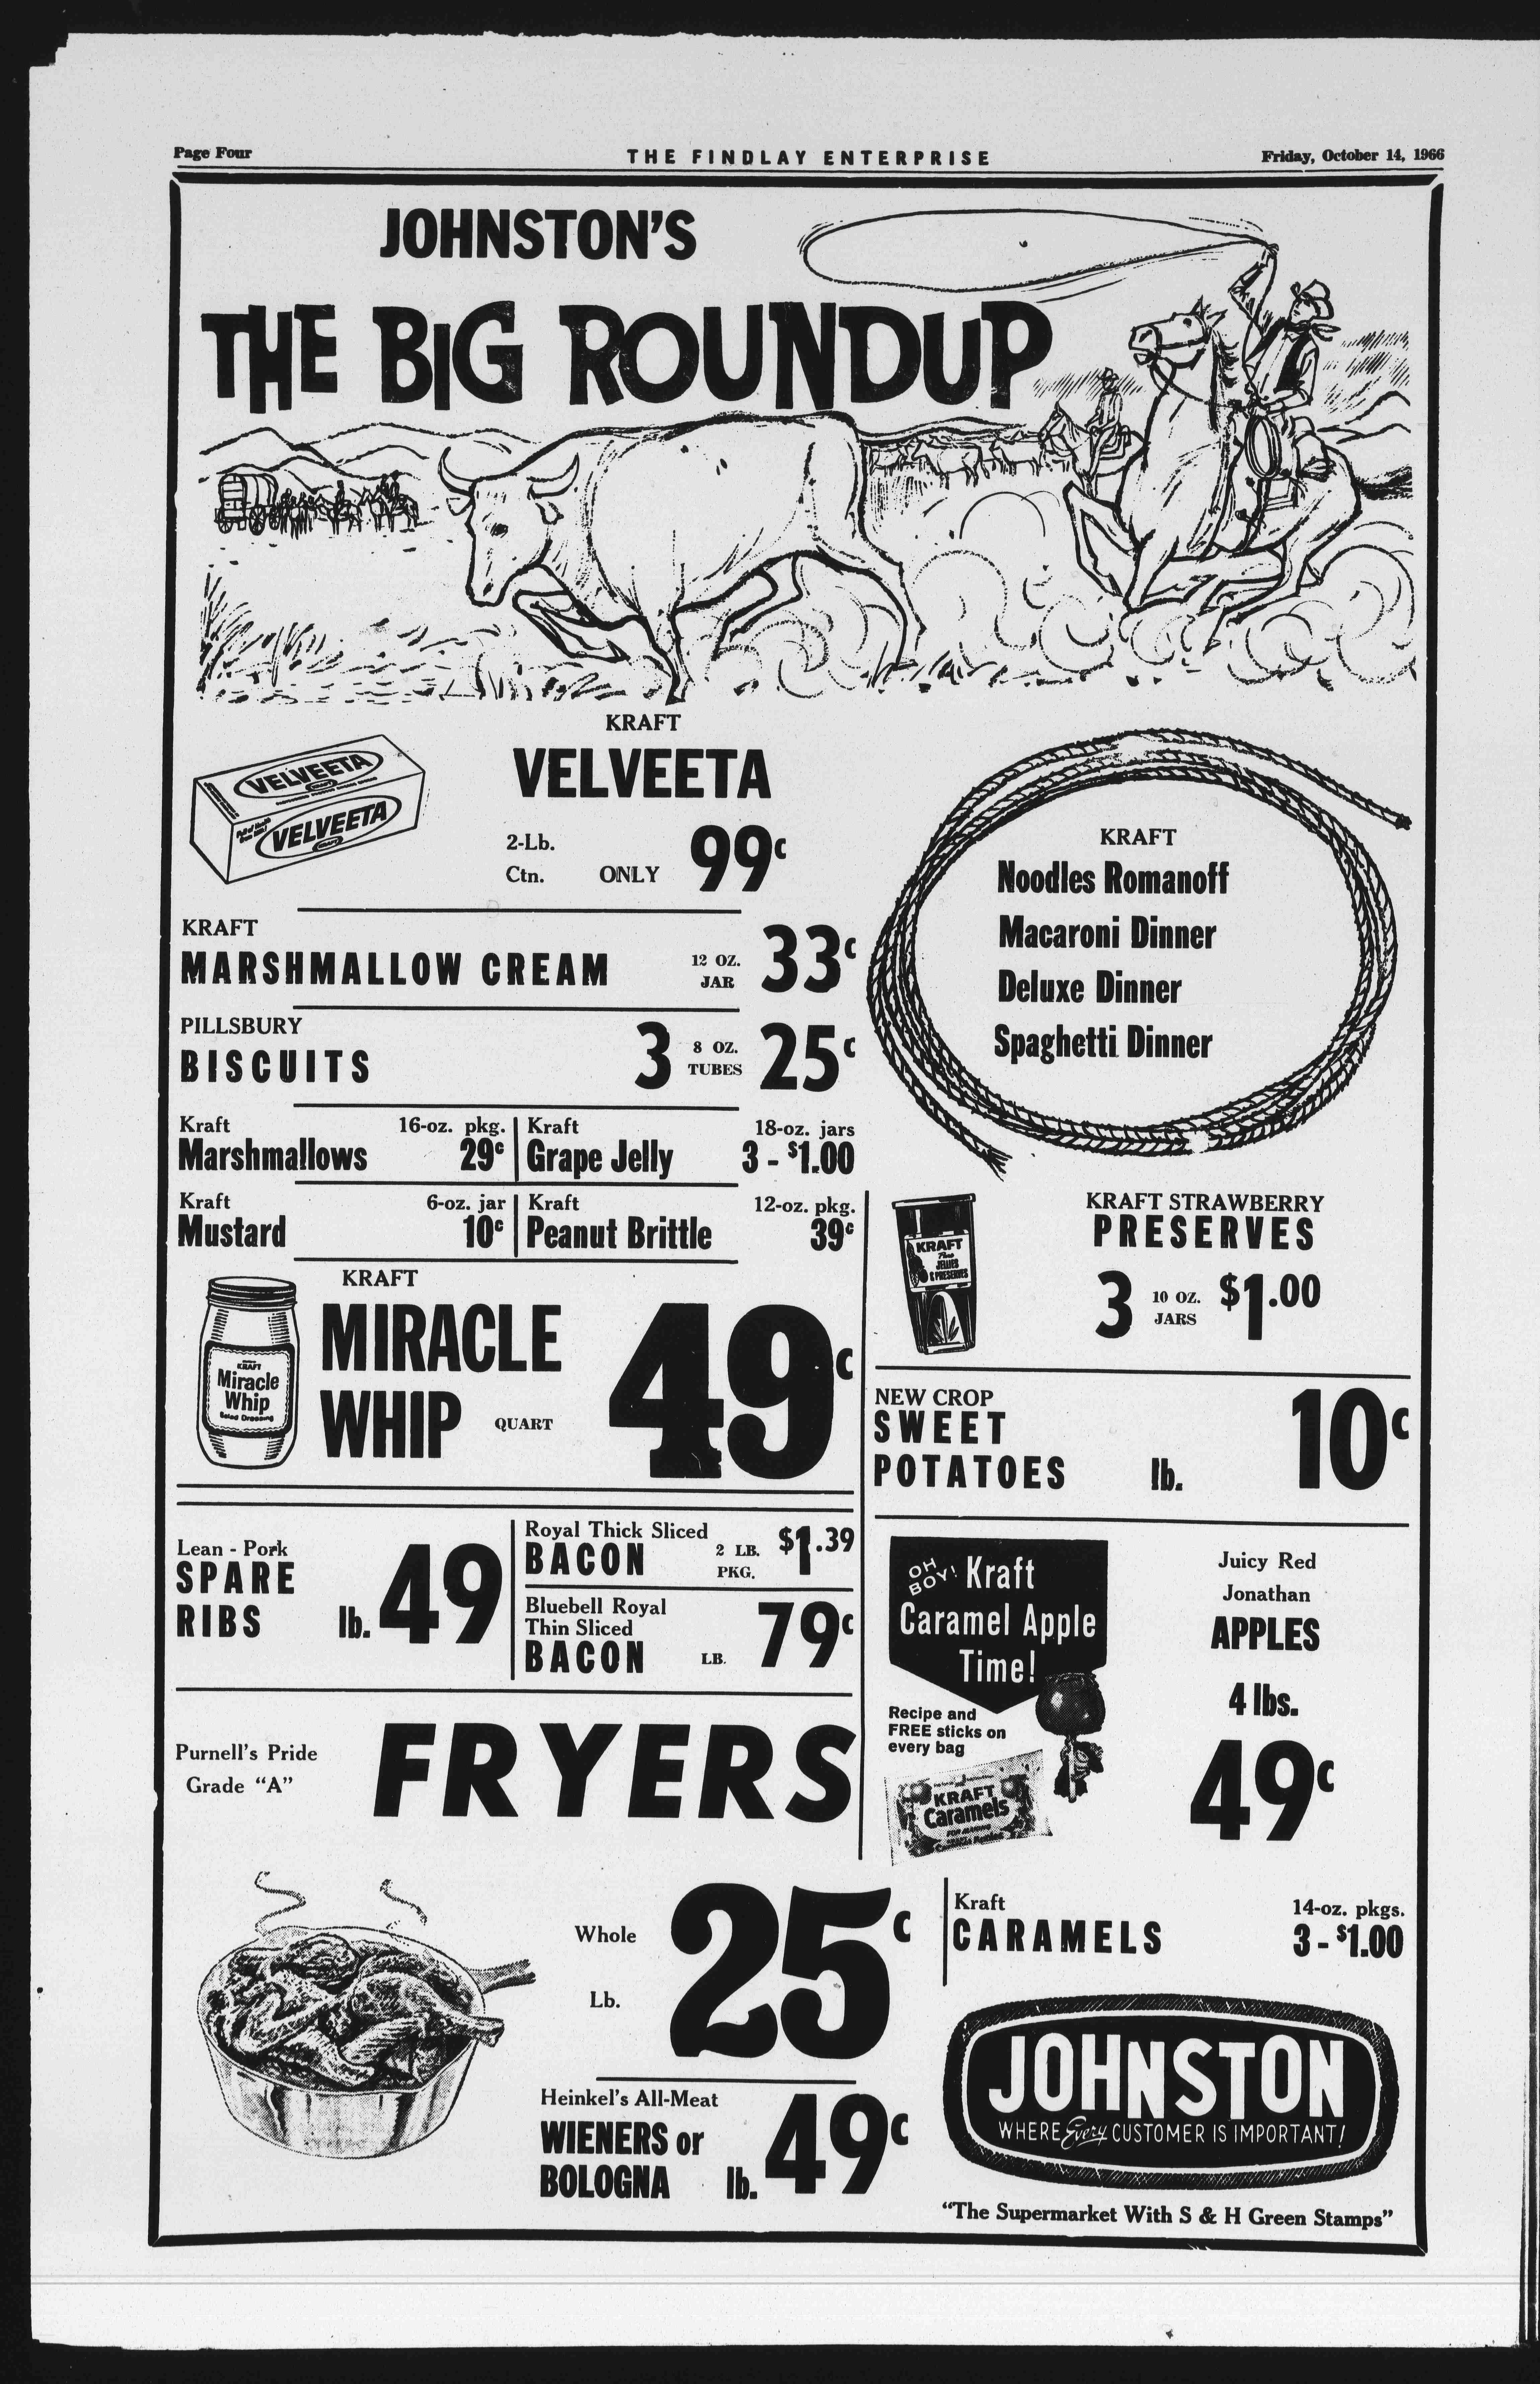 Page Four
THE FINDLAY ENTERPRISE
Friday, October 14, 1966
JOHNSTON'S
THE BIG ROUNDUP
KRAFT
VELVEETA
2-Lb.
Ctn. ONLY 99c
VELVEETA
VELVEETA
KRAFT
MARSHMALLOW CREAM
12 OZ.
JAR
33c
PILLSBURY
BISCUITS
3
8 OZ.
TUBES
25c
Kraft 16-oz. pkg.
Marshmallows 29c
Kraft 18-oz. jars
Grape Jelly 3 - $1.00
Kraft 6-oz. jar
Mustard 10c
Kraft 12-oz. pkg.
Peanut Brittle 39c
KRAFT
MIRACLE
WHIP QUART
49c
KRAFT
Miracle
Whip
Salad Dressing
KRAFT
Noodles Romanoff
Macaroni Dinner
Deluxe Dinner
Spaghetti Dinner
KRAFT STRAWBERRY
PRESERVES
3
10 OZ.
JARS
$1.00
KRAFT
JELLIES
& PRESERVES
NEW CROP
SWEET
POTATOES lb.
10c
Lean - Pork
SPARE
RIBS lb. 49
Royal Thick Sliced
BACON
2 LB.
PKG.
$1.39
Bluebell Royal
Thin Sliced
BACON LB.
79c
OH
BOY! Kraft
Caramel Apple
Time!
Recipe and
FREE sticks on
every bag
KRAFT
Caramels
Juicy Red
Jonathan
APPLES
4 lbs.
49c
Purnell's Pride
Grade "A"
FRYERS
Whole
Lb.
25c
Kraft 14-oz. pkgs.
CARAMELS 3 - $1.00
Heinkel's All-Meat
WIENERS or
BOLOGNA lb.
49c
JOHNSTON
WHERE Every CUSTOMER IS IMPORTANT!
"The Supermarket With S & H Green Stamps"